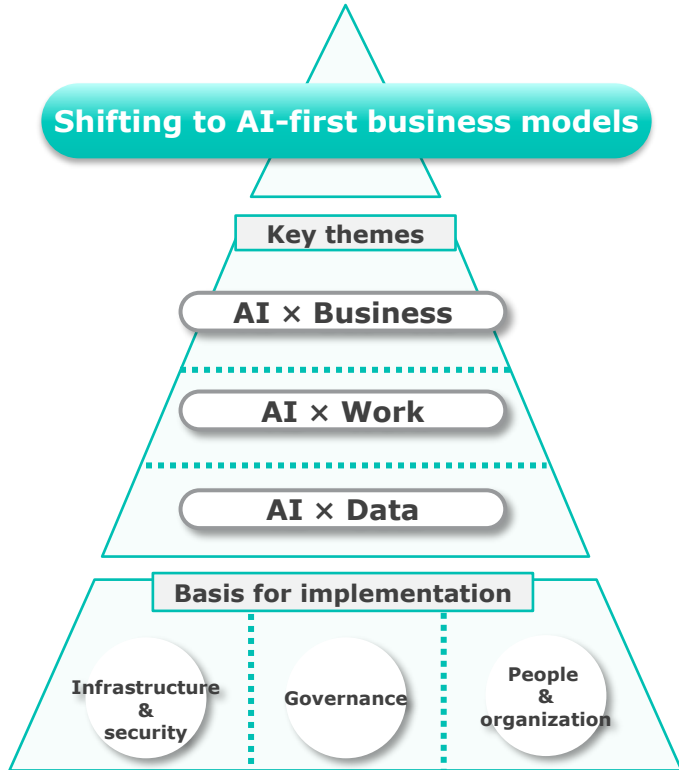 Shifting to AI-first business models
Key themes
AI × Business
AI × Work
AI × Data
Basis for implementation
Infrastructure
&
security
Governance
People
&
organization